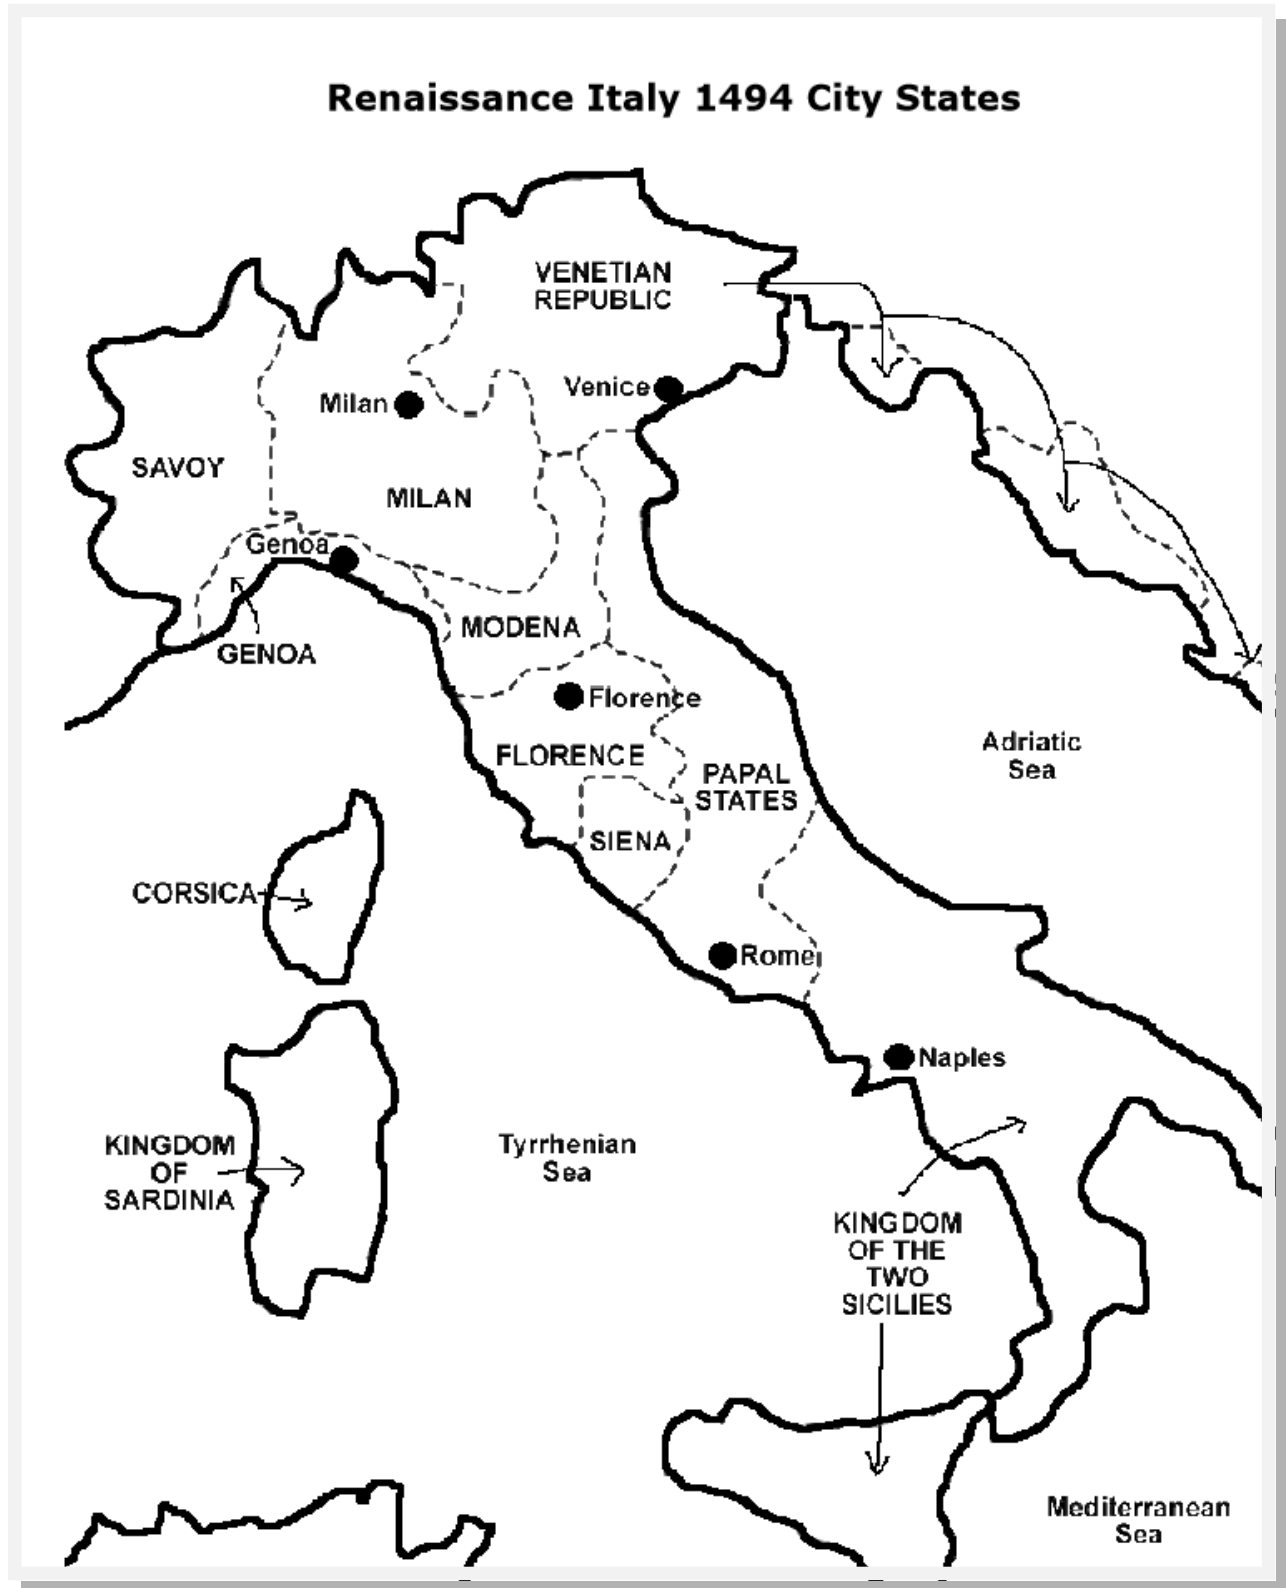 Renaissance Italy 1494 City States
VENETIAN
REPUBLIC
Venice
Milan
SAVOY
MILAN
Genoa
MODENA
GENOA
Florence
FLORENCE
Adriatic
Sea
PAPAL
STATES
SIENA
CORSICA
Rome
Naples
KINGDOM
OF
SARDINIA
Tyrrhenian
Sea
KINGDOM
OF THE
TWO
SICILIES
Mediterranean
Sea